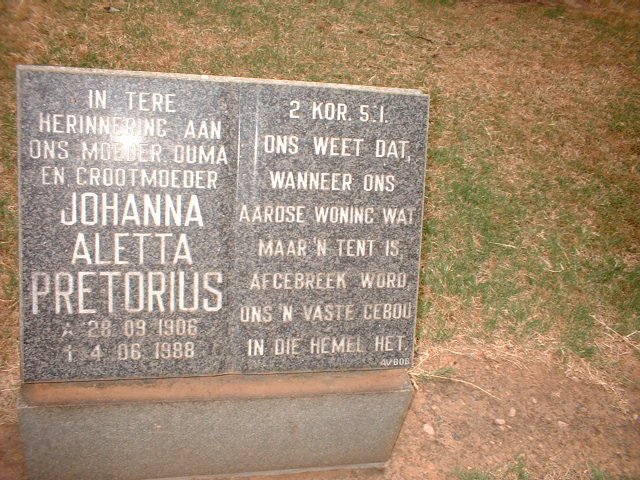 IN TERE
HERINNERING AAN
ONS MOEDER OUMA
EN GROOTMOEDER
JOHANNA
ALETTA
PRETORIUS
* 28 09 1906
† 4 06 1988
2 KOR. 5:1.
ONS WEET DAT,
WANNEER ONS
AARDSE WONING WAT
MAAR 'N TENT IS,
AFGEBREEK WORD,
ONS 'N VASTE GEBOU
IN DIE HEMEL HET.
AVBOB